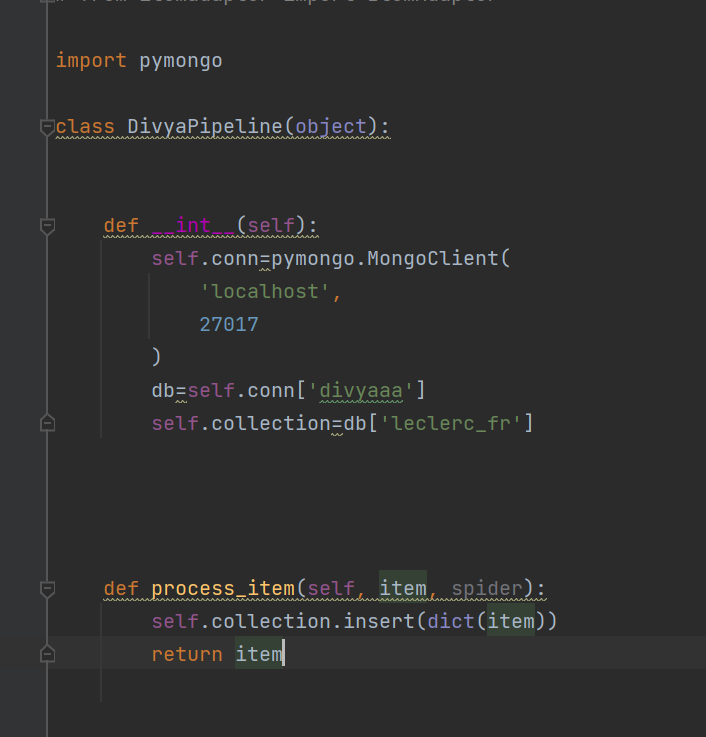 import pymongo
class DivyaPipeline(object):
def __int__(self):
self.conn=pymongo.MongoClient(
'localhost',
27017
)
db=self.conn['divyaaa']
self.collection=db['leclerc_fr']
def process_item(self, item, spider):
self.collection.insert(dict(item))
return item